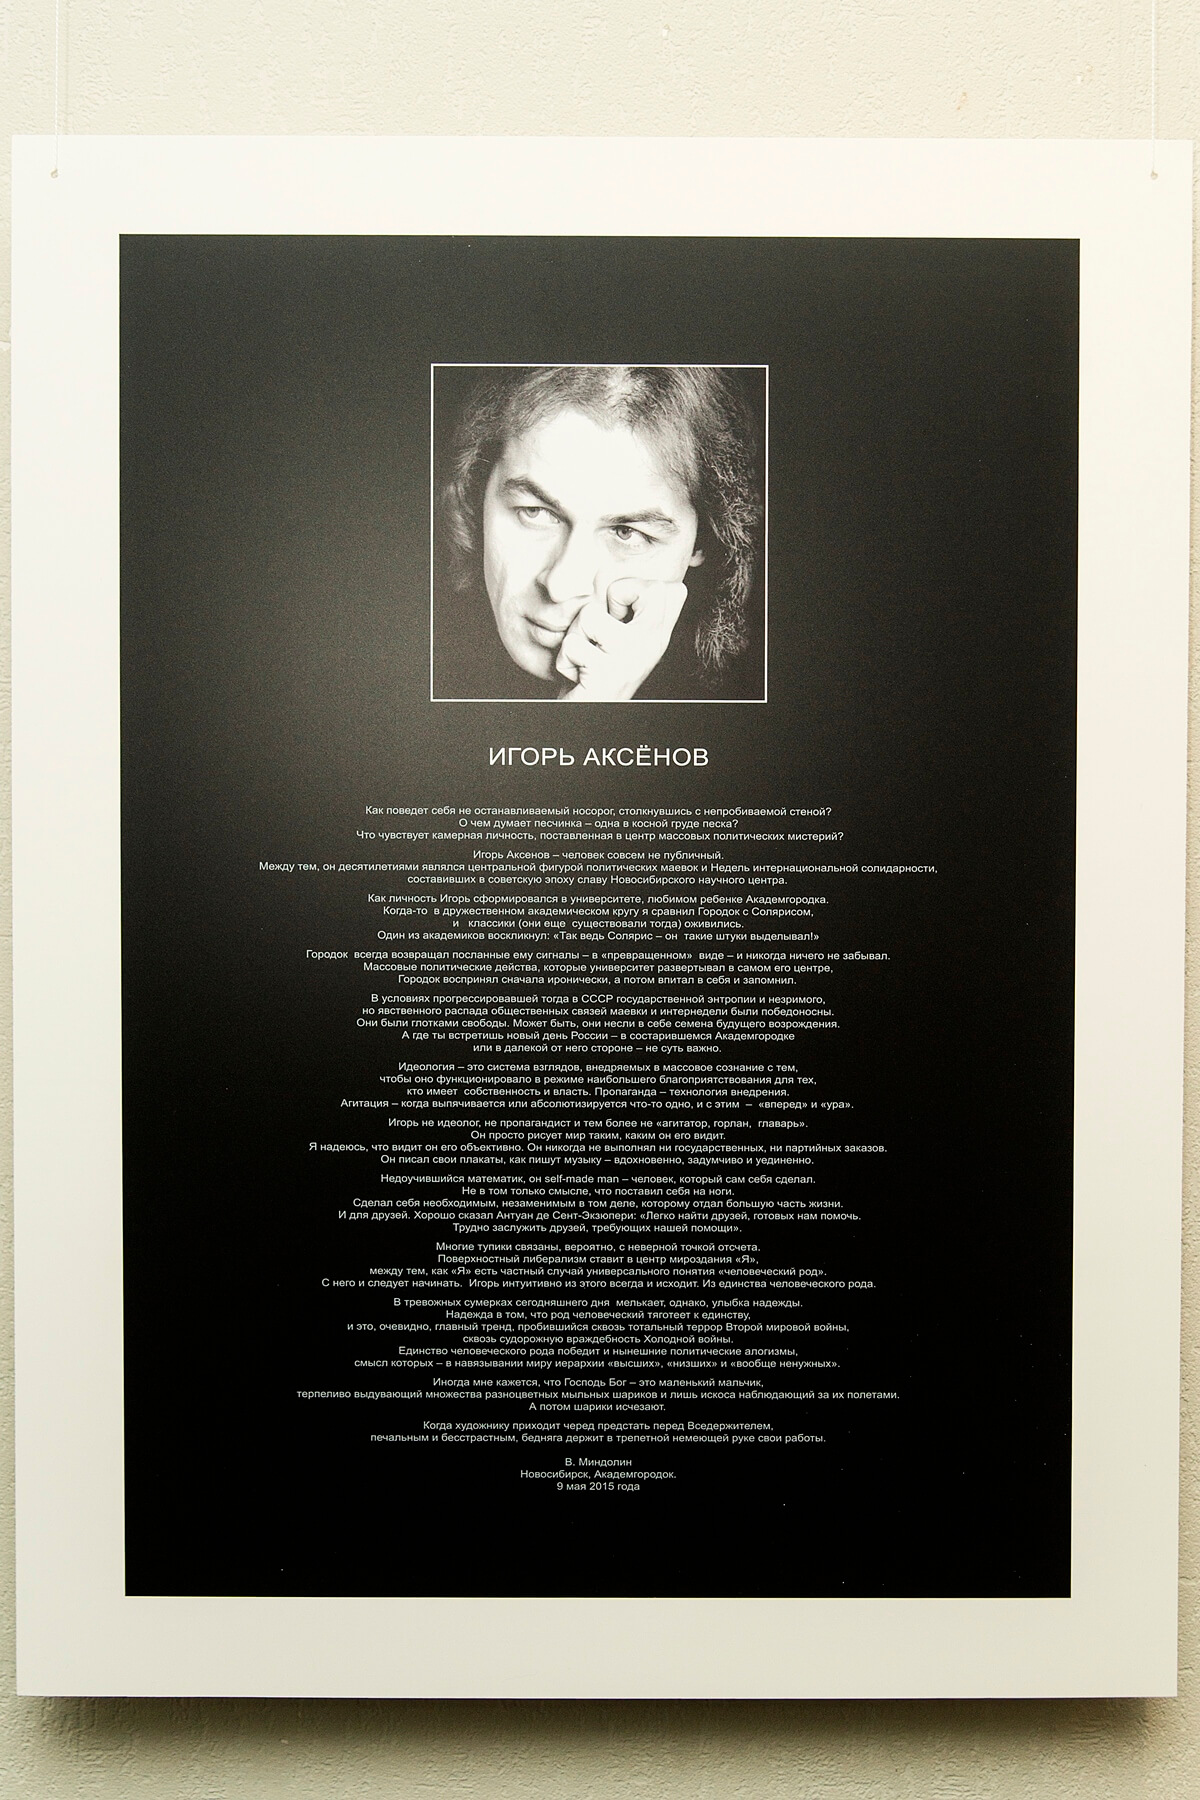 ИГОРЬ АКСЁНОВ
Как поведет себя не останавливаемый носорог, столкнувшись с непробиваемой стеной?
О чем думает песчинка – одна в косной груде песка?
Что чувствует камерная личность, поставленная в центр массовых политических мистерий?
Игорь Аксенов – человек совсем не публичный.
Между тем, он десятилетиями являлся центральной фигурой политических маевок и Недель интернациональной солидарности,
составивших в советскую эпоху славу Новосибирского научного центра.
Как личность Игорь сформировался в университете, любимом ребенке Академгородка.
Когда-то в дружественном академическом кругу я сравнил Городок с Солярисом,
и классики (они еще существовали тогда) оживились.
Один из академиков воскликнул: «Так ведь Солярис – он такие штуки выделывал!»
Городок всегда возвращал посланные ему сигналы – в «превращенном» виде – и никогда ничего не забывал.
Массовые политические действа, которые университет развертывал в самом его центре,
Городок воспринял сначала иронически, а потом впитал в себя и запомнил.
В условиях прогрессировавшей тогда в СССР государственной энтропии и незримого,
но явственного распада общественных связей маевки и интернедели были победоносны.
Они были глотками свободы. Может быть, они несли в себе семена будущего возрождения.
А где ты встретишь новый день России – в состарившемся Академгородке
или в далекой от него стороне – не суть важно.
Идеология – это система взглядов, внедряемых в массовое сознание с тем,
чтобы оно функционировало в режиме наибольшего благоприятствования для тех,
кто имеет собственность и власть. Пропаганда – технология внедрения.
Агитация – когда выпячивается или абсолютизируется что-то одно, и с этим – «вперед» и «ура».
Игорь не идеолог, не пропагандист и тем более не «агитатор, горлан, главарь».
Он просто рисует мир таким, каким он его видит.
Я надеюсь, что видит он его объективно. Он никогда не выполнял ни государственных, ни партийных заказов.
Он писал свои плакаты, как пишут музыку – вдохновенно, задумчиво и уединенно.
Недоучившийся математик, он self-made man – человек, который сам себя сделал.
Не в том только смысле, что поставил себя на ноги.
Сделал себя необходимым, незаменимым в том деле, которому отдал большую часть жизни.
И для друзей. Хорошо сказал Антуан де Сент-Экзюпери: «Легко найти друзей, готовых нам помочь.
Трудно заслужить друзей, требующих нашей помощи».
Многие тупики связаны, вероятно, с неверной точкой отсчета.
Поверхностный либерализм ставит в центр мироздания «Я»,
между тем, как «Я» есть частный случай универсального понятия «человеческий род».
С него и следует начинать. Игорь интуитивно из этого всегда и исходит. Из единства человеческого рода.
В тревожных сумерках сегодняшнего дня мелькает, однако, улыбка надежды.
Надежда в том, что род человеческий тяготеет к единству,
и это, очевидно, главный тренд, пробившийся сквозь тотальный террор Второй мировой войны,
сквозь судорожную враждебность Холодной войны.
Единство человеческого рода победит и нынешние политические алогизмы,
смысл которых – в навязывании миру иерархии «высших», «низших» и «вообще ненужных».
Иногда мне кажется, что Господь Бог – это маленький мальчик,
терпеливо выдувающий множества разноцветных мыльных шариков и лишь искоса наблюдающий за их полетами.
А потом шарики исчезают.
Когда художнику приходит черед предстать перед Вседержителем,
печальным и бесстрастным, бедняга держит в трепетной немеющей руке свои работы.
В. Миндолин
Новосибирск, Академгородок.
9 мая 2015 года